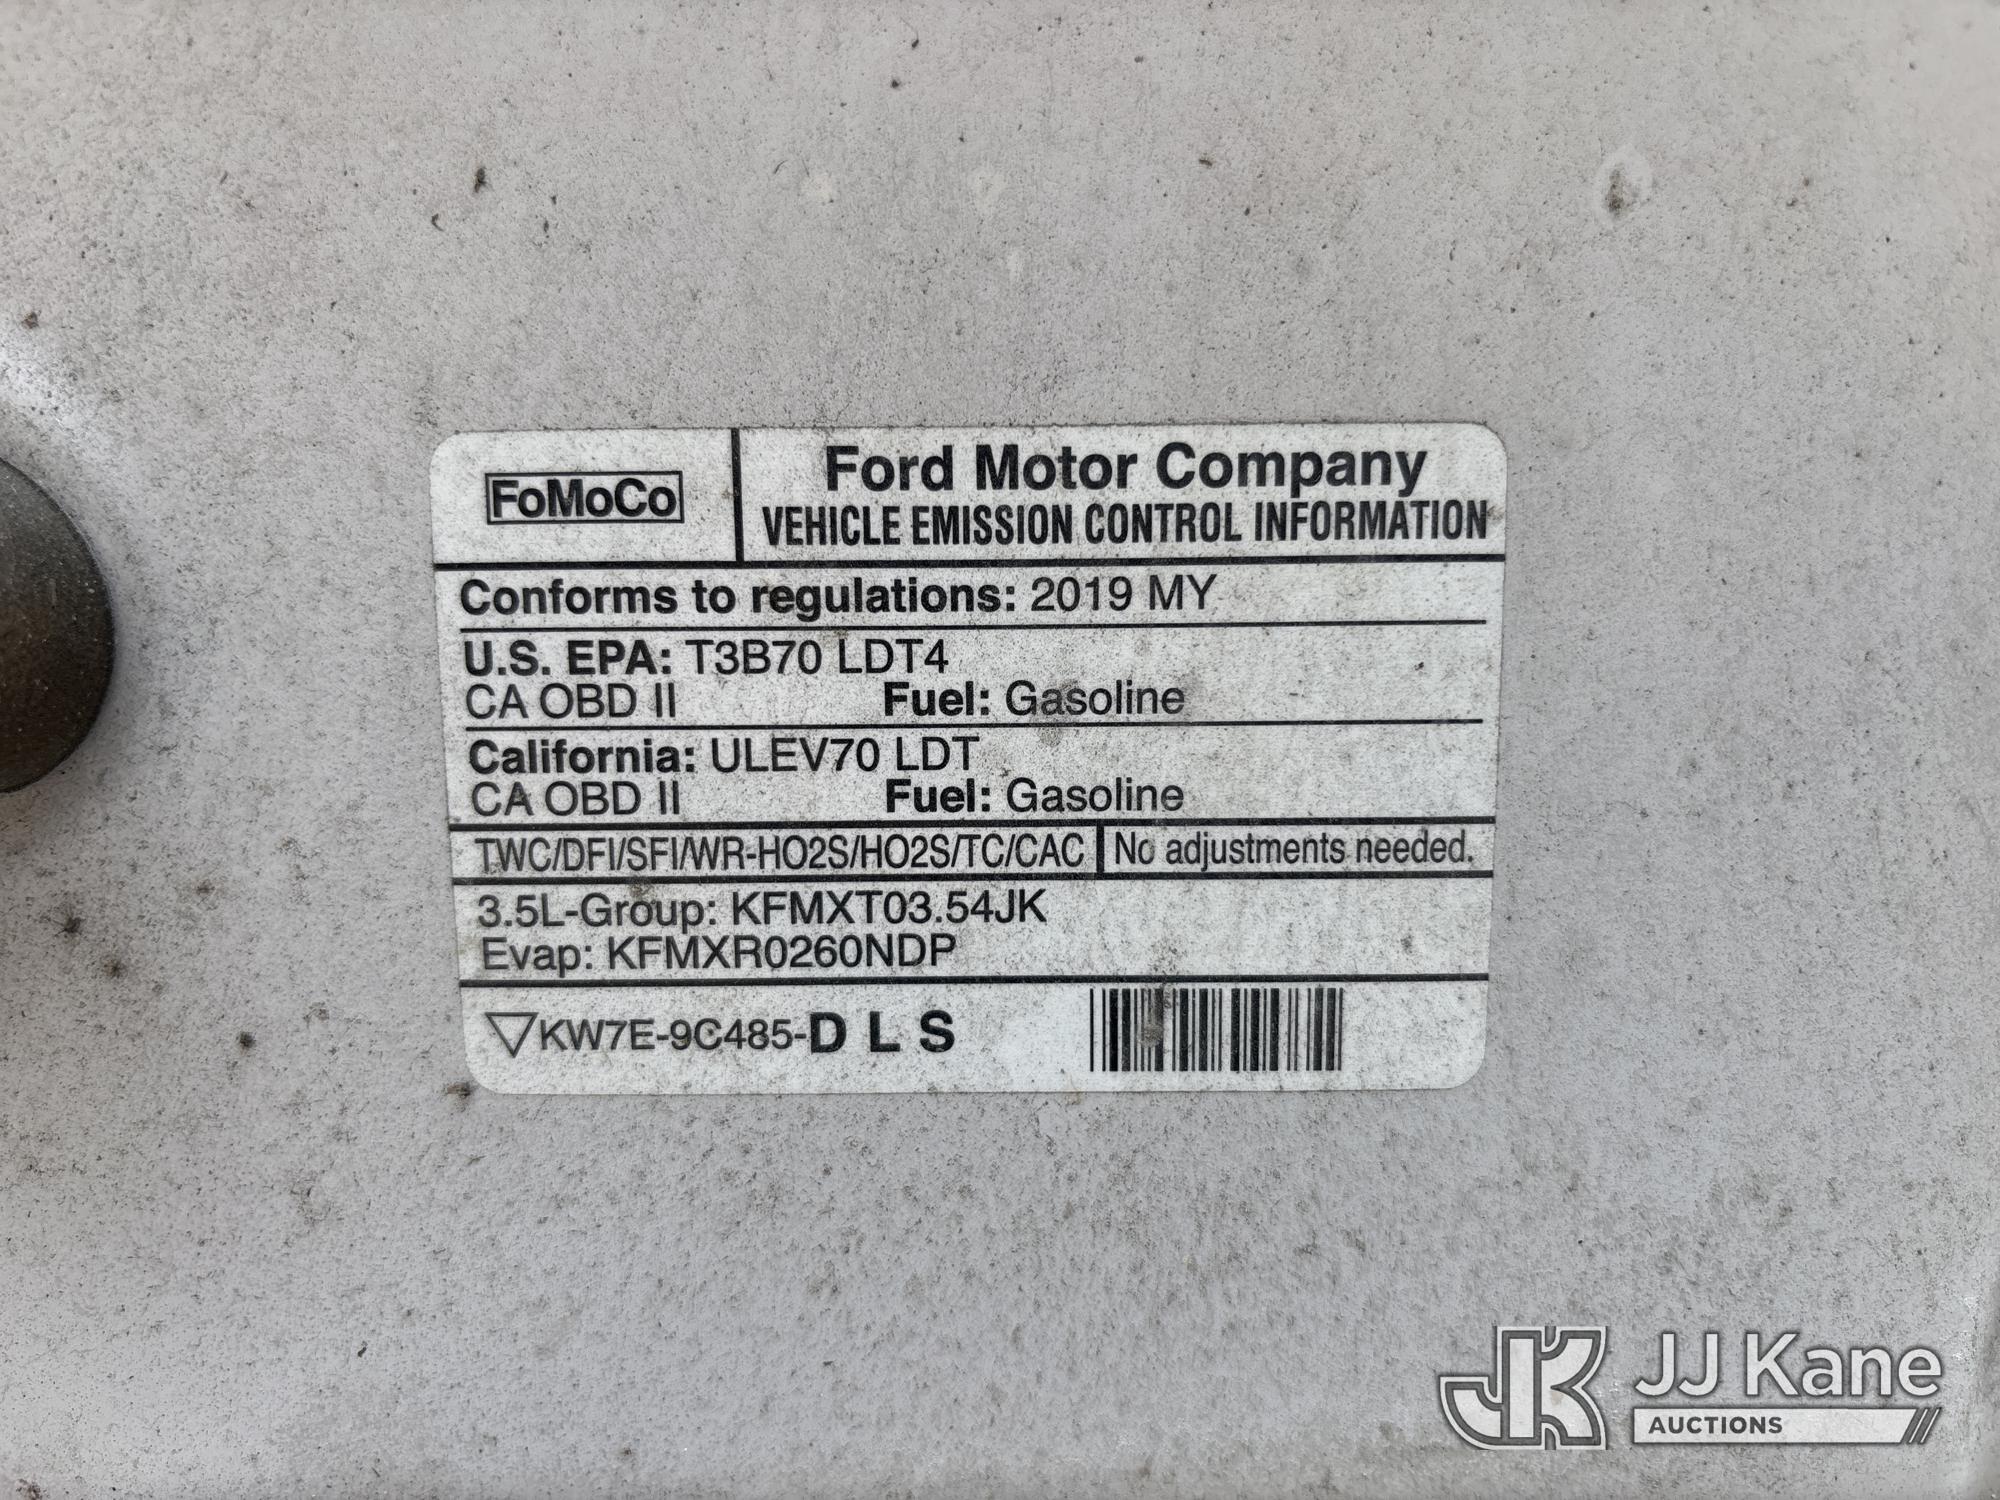 FoMoCo
Ford Motor Company
VEHICLE EMISSION CONTROL INFORMATION
Conforms to regulations: 2019 MY
U.S. EPA: T3B70 LDT4
CA OBD II Fuel: Gasoline
California: ULEV70 LDT
CA OBD II Fuel: Gasoline
TWC/DFI/SFI/WR-HO2S/HO2S/TC/CAC No adjustments needed.
3.5L-Group: KFMXT03.54JK
Evap: KFMXR0260NDP
KW7E-9C485-D L S
JK JJ Kane
AUCTIONS